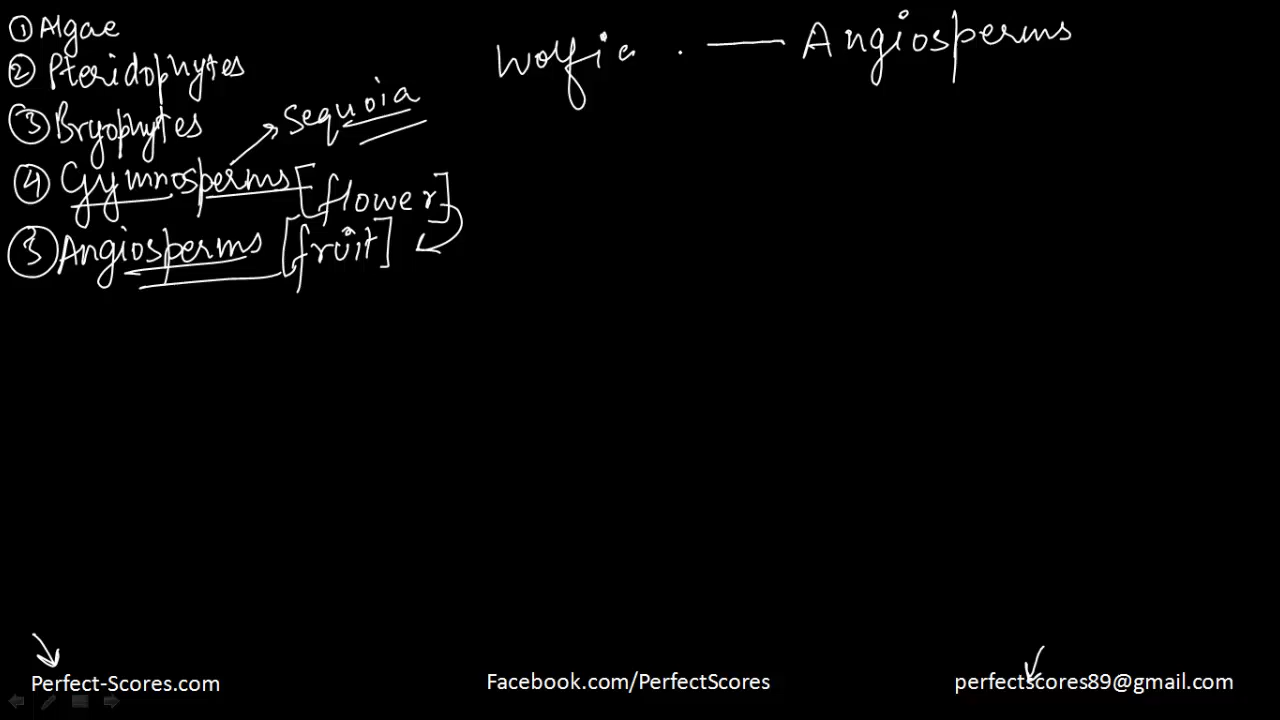 ① Algae
② Pteridophytes
③ Bryophytes
④ Gymnosperms [flower]
Sequoia
⑤ Angiosperms [fruit]
Wolfia . — Angiosperms
Perfect-Scores.com
Facebook.com/PerfectScores
perfectscores89@gmail.com